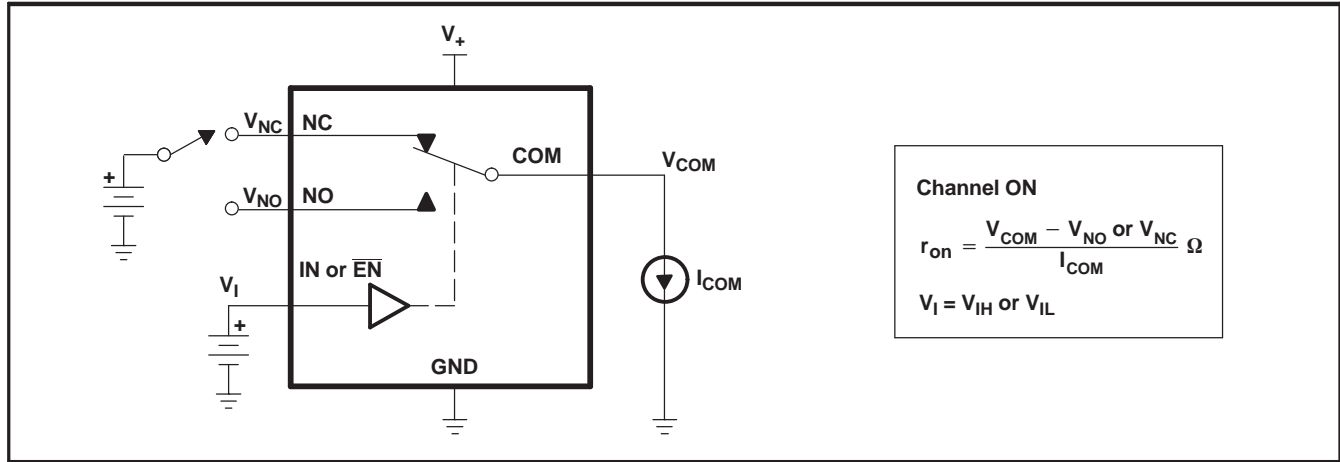 V+
VNC NC
COM
VCOM
+
VNO NO
IN or E̅N̅
VI
+
ICOM
GND
Channel ON
ron = VCOM − VNO or VNC / ICOM Ω
VI = VIH or VIL